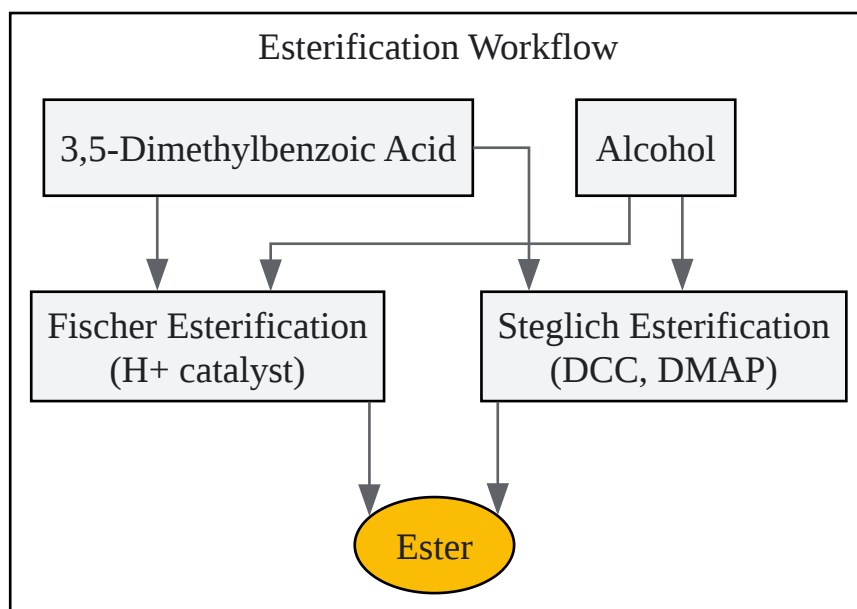 Esterification Workflow
3,5-Dimethylbenzoic Acid
Alcohol
Fischer Esterification
(H+ catalyst)
Steglich Esterification
(DCC, DMAP)
Ester